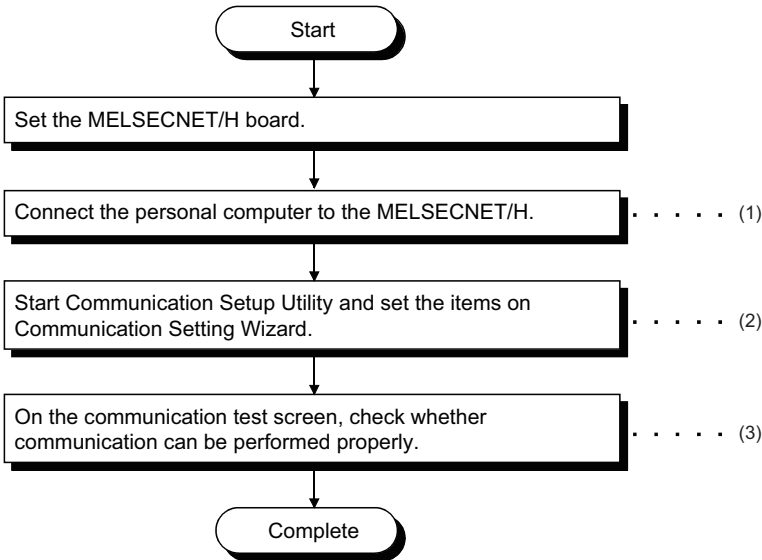 Start
Set the MELSECNET/H board.
Connect the personal computer to the MELSECNET/H.
. . . . . (1)
Start Communication Setup Utility and set the items on
Communication Setting Wizard.
. . . . . (2)
On the communication test screen, check whether
communication can be performed properly.
. . . . . (3)
Complete